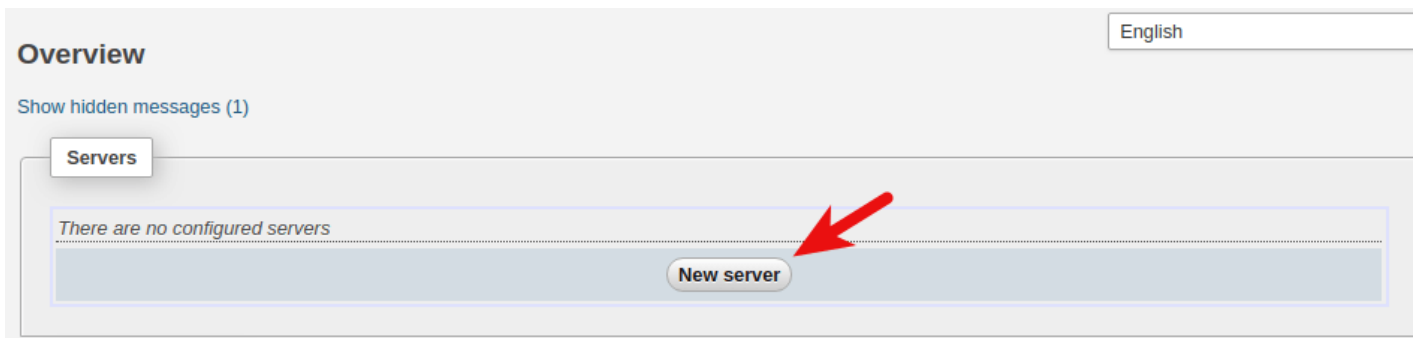 English
Overview
Show hidden messages (1)
Servers
There are no configured servers
New server